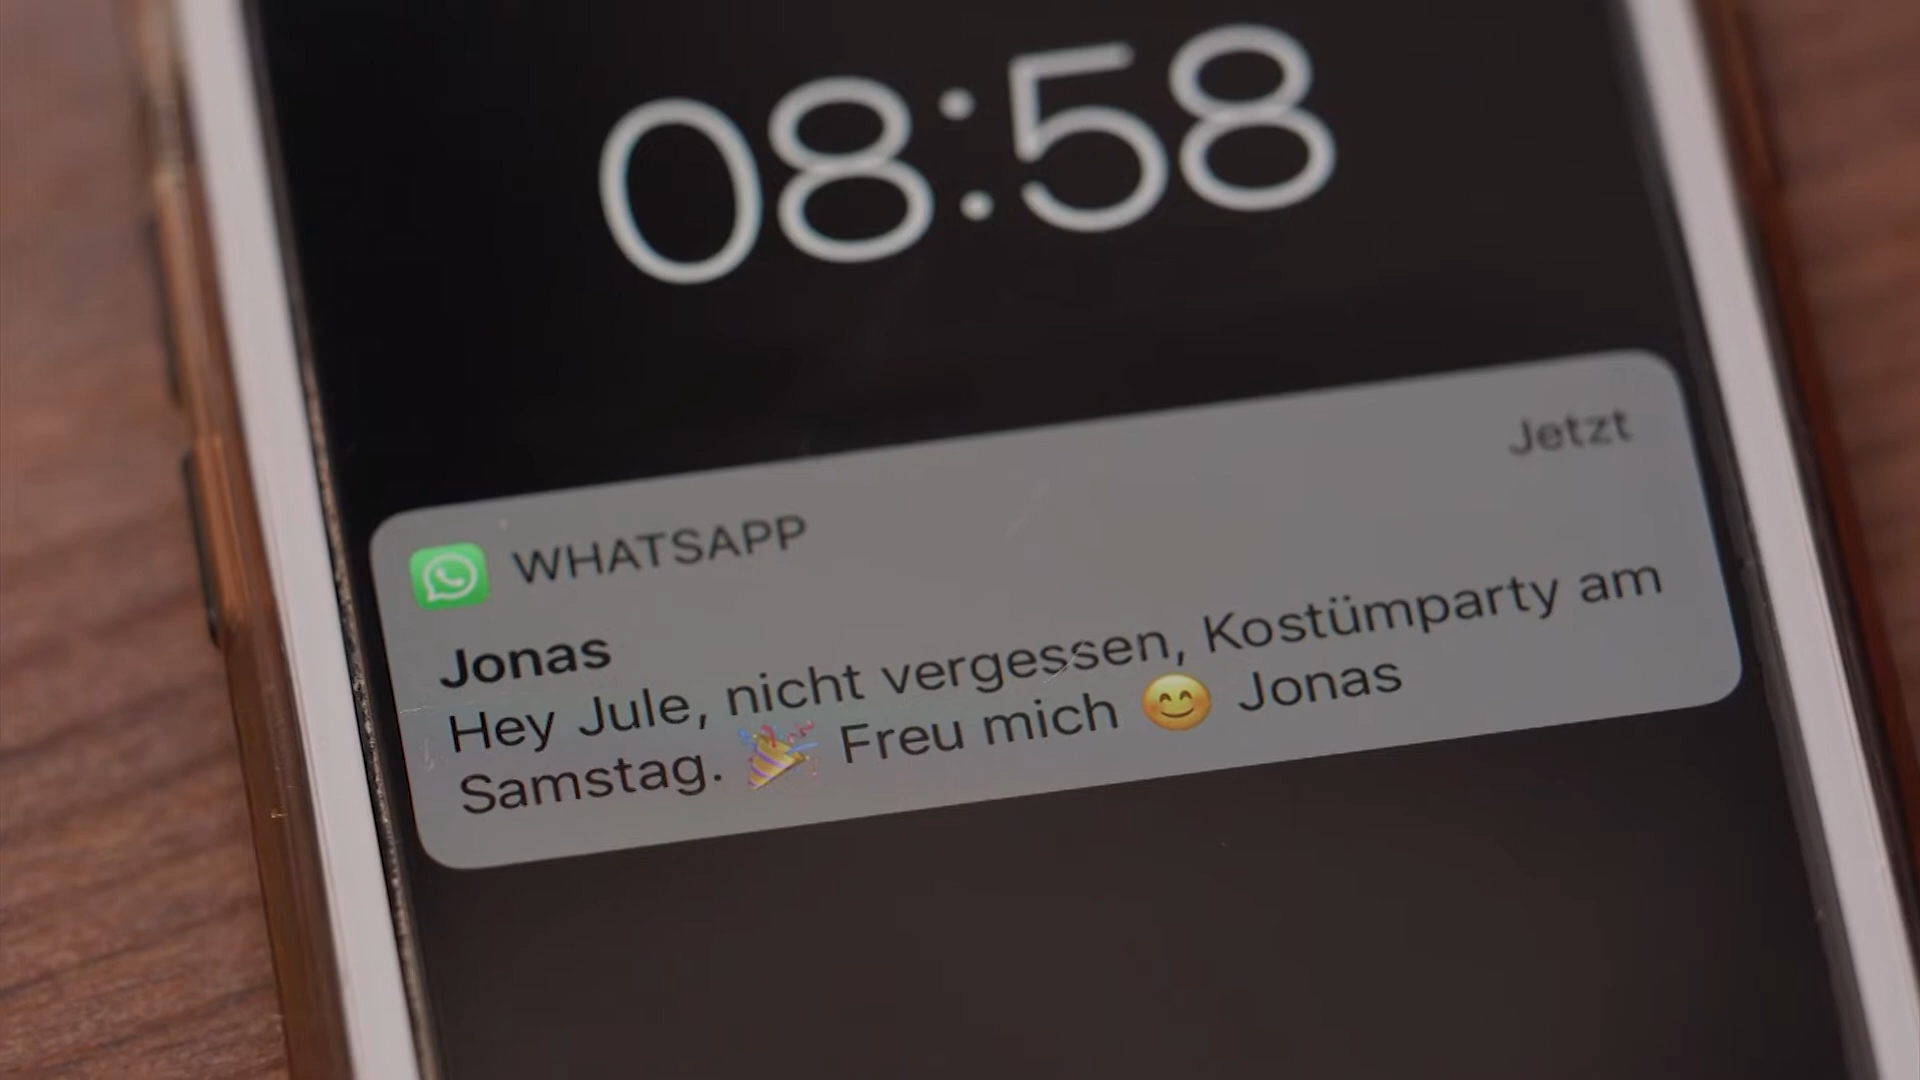 08:58
WHATSAPP
Jetzt
Jonas
Hey Jule, nicht vergessen, Kostümparty am
Samstag. 🎉 Freu mich 😊 Jonas